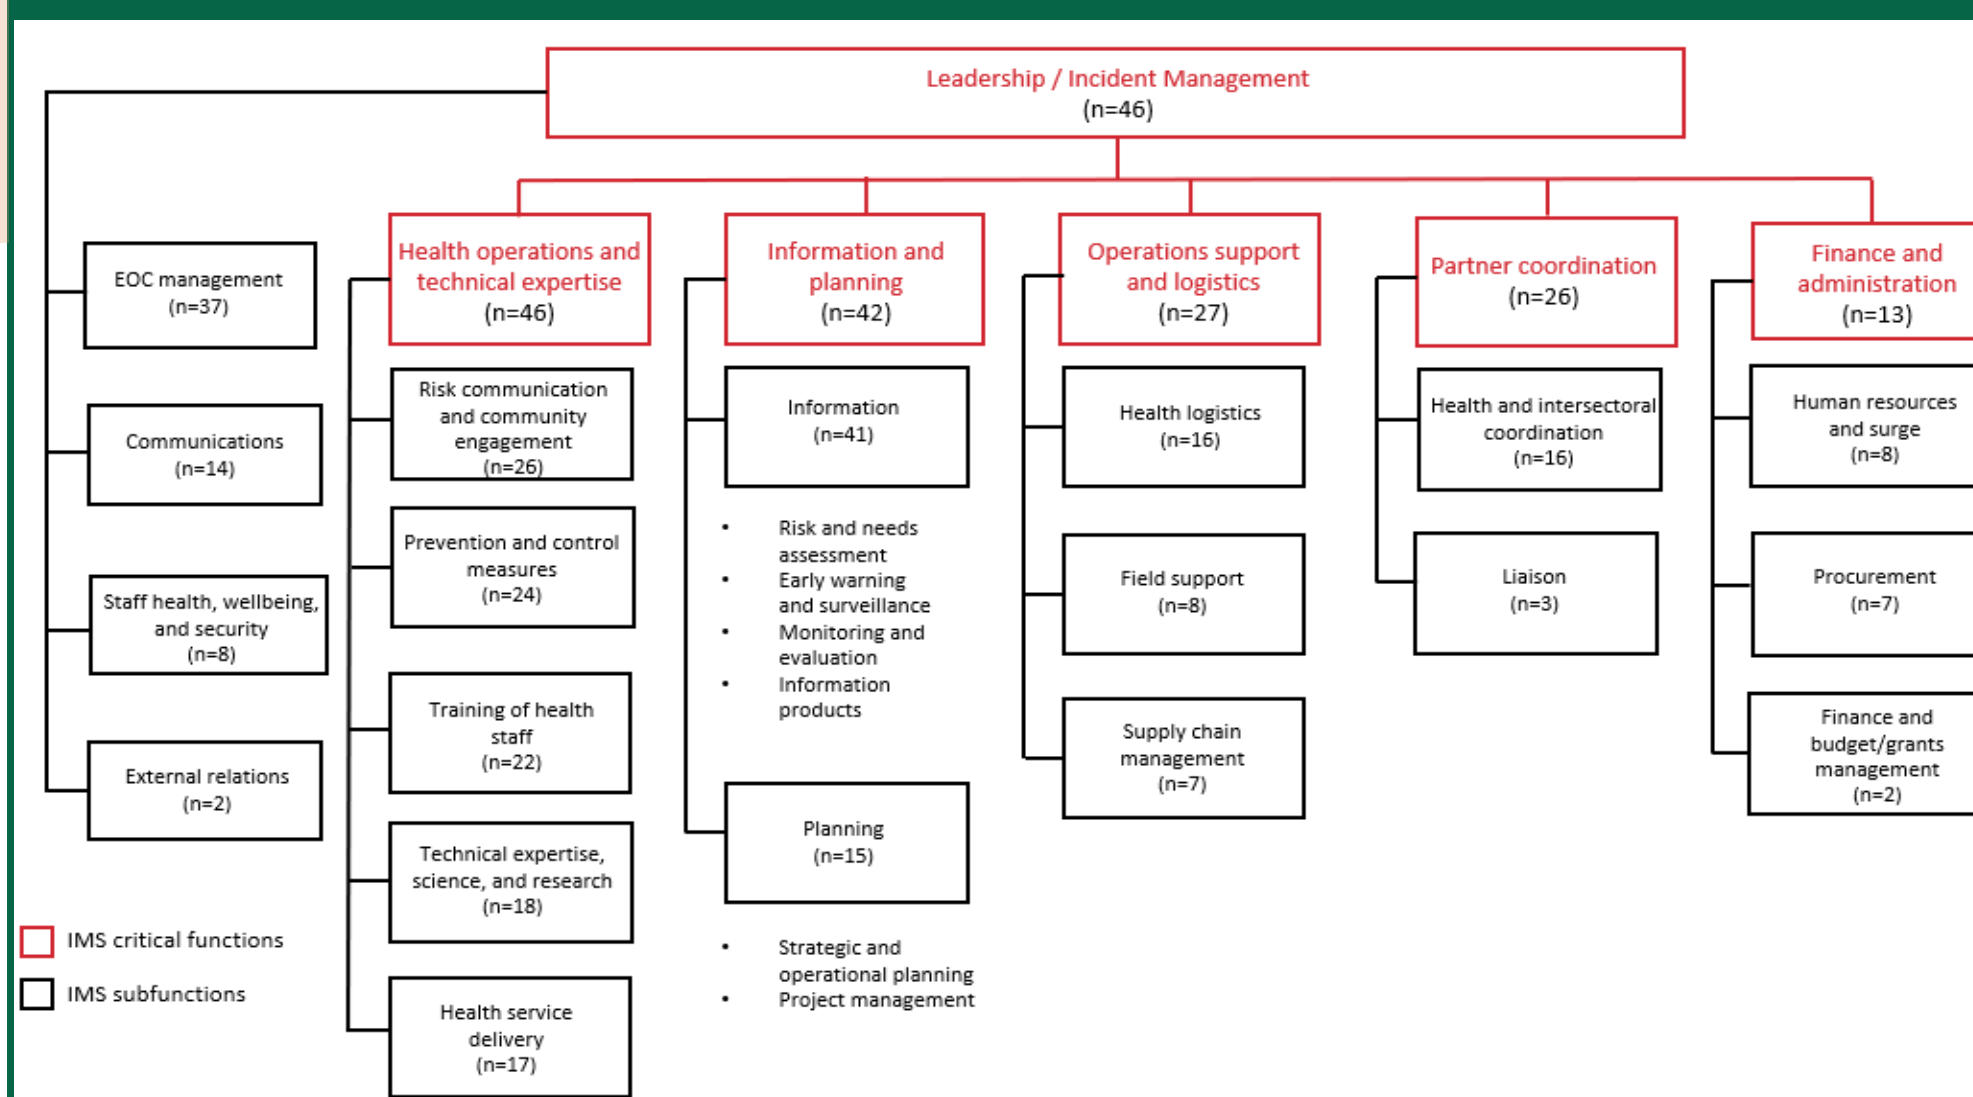 Leadership / Incident Management
(n=46)
EOC management
(n=37)
Communications
(n=14)
Staff health, wellbeing,
and security
(n=8)
External relations
(n=2)
Health operations and
technical expertise
(n=46)
Risk communication
and community
engagement
(n=26)
Prevention and control
measures
(n=24)
Training of health
staff
(n=22)
Technical expertise,
science, and research
(n=18)
Health service
delivery
(n=17)
Information and
planning
(n=42)
Information
(n=41)
• Risk and needs
assessment
• Early warning
and surveillance
• Monitoring and
evaluation
• Information
products
Planning
(n=15)
• Strategic and
operational planning
• Project management
Operations support
and logistics
(n=27)
Health logistics
(n=16)
Field support
(n=8)
Supply chain
management
(n=7)
Partner coordination
(n=26)
Health and intersectoral
coordination
(n=16)
Liaison
(n=3)
Finance and
administration
(n=13)
Human resources
and surge
(n=8)
Procurement
(n=7)
Finance and
budget/grants
management
(n=2)
IMS critical functions
IMS subfunctions